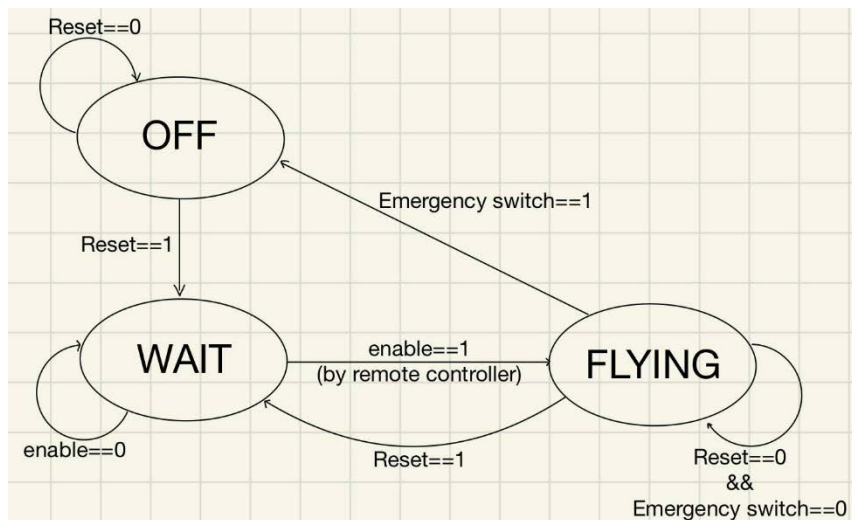 Reset==0
OFF
Emergency switch==1
Reset==1
WAIT
enable==1
(by remote controller)
FLYING
enable==0
Reset==1
Reset==0
&&
Emergency switch==0